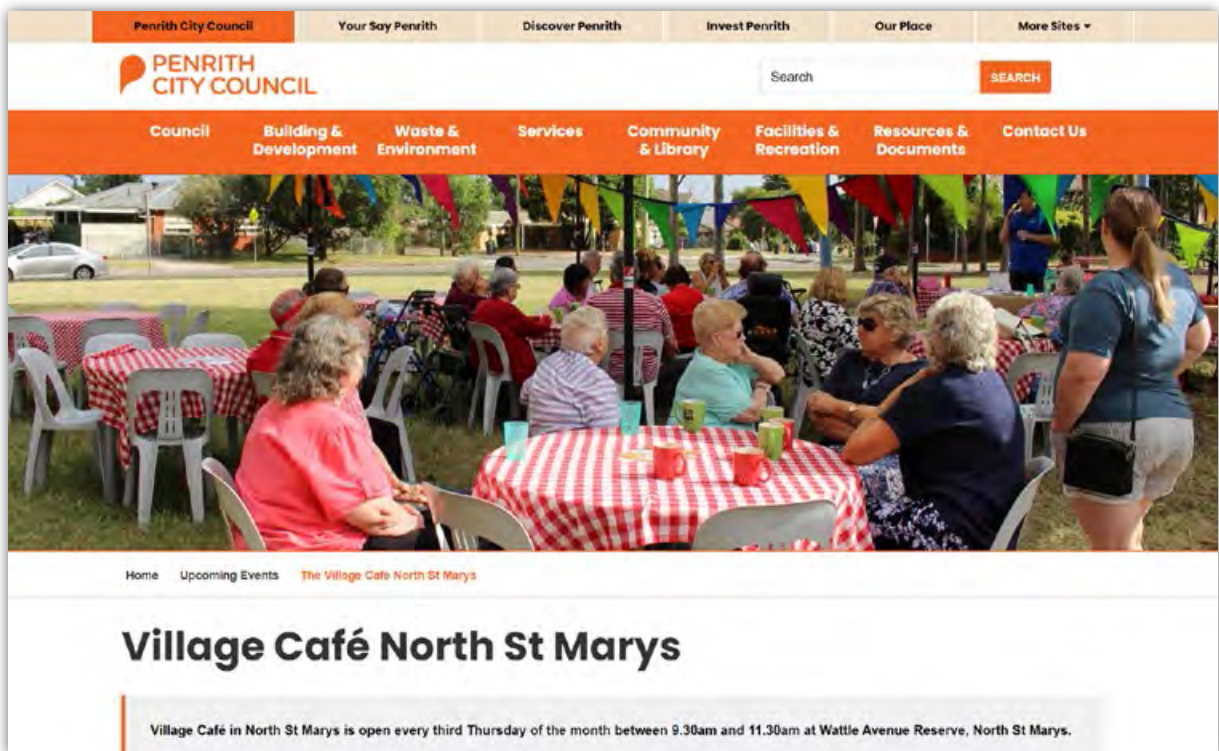 Penrith City Council
Your Say Penrith
Discover Penrith
Invest Penrith
Our Place
More Sites
PENRITH
CITY COUNCIL
Search
SEARCH
Council
Building &
Development
Waste &
Environment
Services
Community
& Library
Facilities &
Recreation
Resources &
Documents
Contact Us
Home
Upcoming Events
The Village Cafe North St Marys
Village Café North St Marys
Village Café in North St Marys is open every third Thursday of the month between 9.30am and 11.30am at Wattle Avenue Reserve, North St Marys.